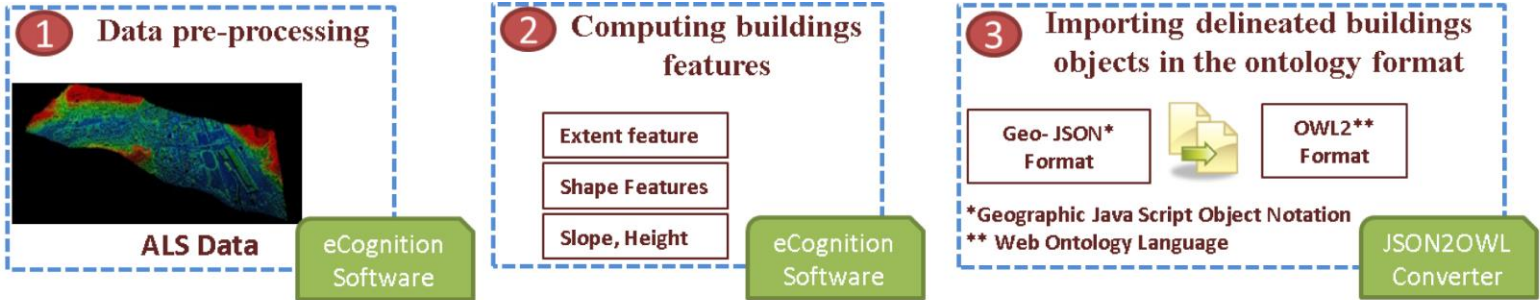 1
Data pre-processing
ALS Data
eCognition
Software
2
Computing buildings
features
Extent feature
Shape Features
Slope, Height
eCognition
Software
3
Importing delineated buildings
objects in the ontology format
Geo- JSON*
Format
OWL2**
Format
*Geographic Java Script Object Notation
** Web Ontology Language
JSON2OWL
Converter